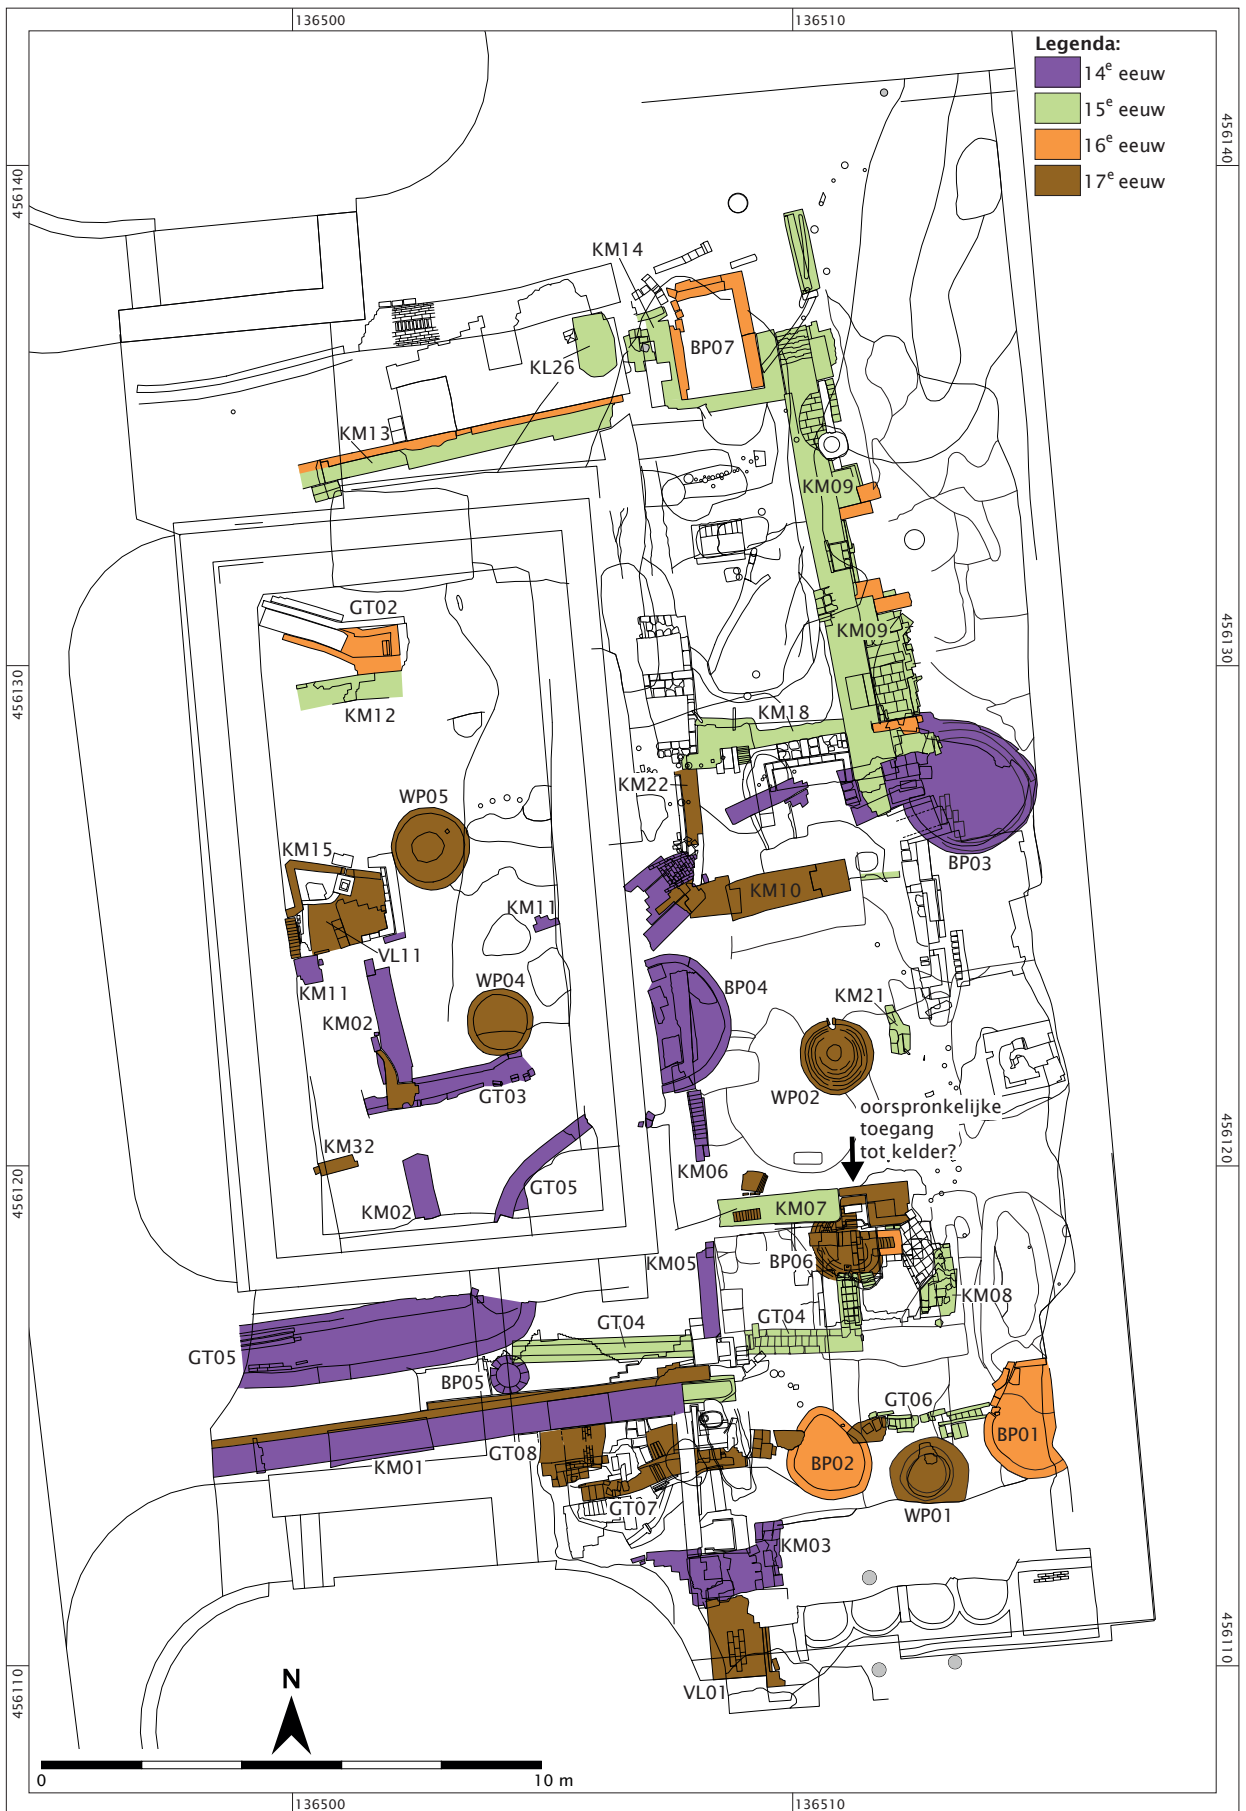 136500
136510
Legenda:
14e eeuw
15e eeuw
16e eeuw
17e eeuw
456140
456140
KM14
BP07
KL26
KM13
KM09
GT02
KM09
456130
456130
KM12
KM18
KM22
WP05
KM15
BP03
KM10
KM11
VL11
KM11
WP04
BP04
KM21
KM02
GT03
WP02
oorspronkelijke
toegang
tot kelder?
KM32
KM06
456120
456120
KM02
GT05
KM07
KM05
BP06
KM08
GT04
GT04
GT05
BP05
GT06
BP01
KM01
GT08
BP02
GT07
WP01
KM03
456110
456110
N
VL01
0
10 m
136500
136510